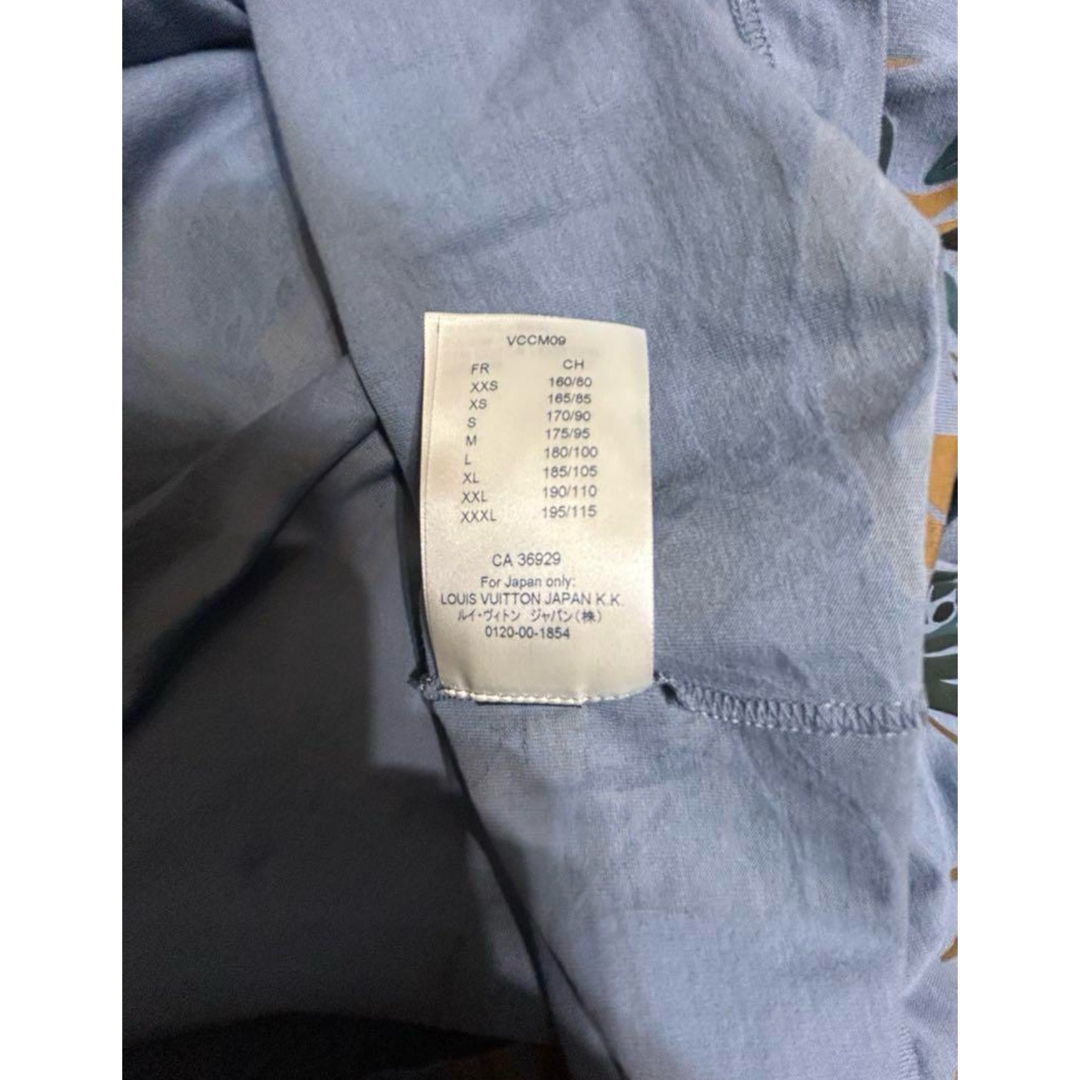 VCCM09
FR CH
XXS 160/80
XS 165/85
S 170/90
M 175/95
L 180/100
XL 185/105
XXL 190/110
XXXL 195/115
CA 36929
For Japan only:
LOUIS VUITTON JAPAN K.K.
ルイ・ヴィトン ジャパン(株)
0120-00-1854